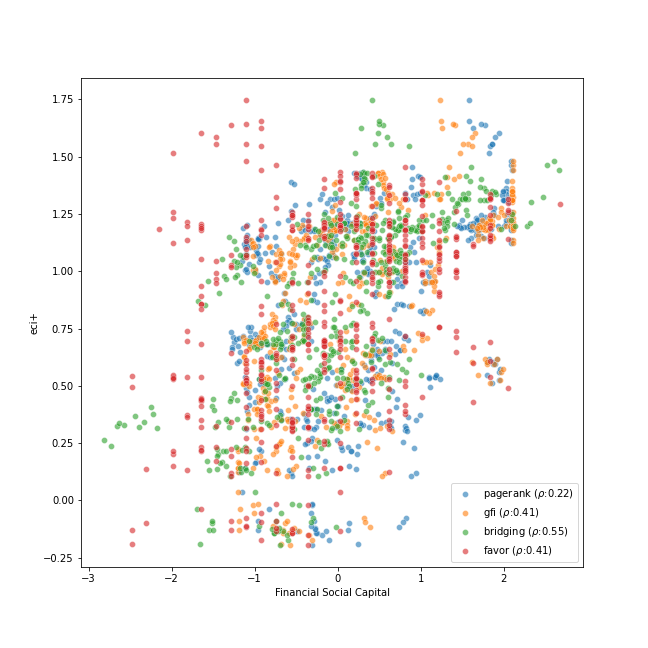 1.75
1.50
1.25
1.00
0.75
0.50
0.25
0.00
−0.25
eci+
pagerank (ρ:0.22)
gfi (ρ:0.41)
bridging (ρ:0.55)
favor (ρ:0.41)
−3
−2
−1
0
1
2
Financial Social Capital